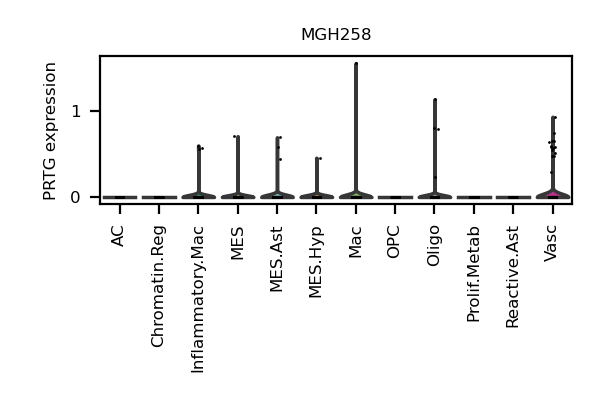 MGH258
PRTG expression
1
0
AC
Chromatin.Reg
Inflammatory.Mac
MES
MES.Ast
MES.Hyp
Mac
OPC
Oligo
Prolif.Metab
Reactive.Ast
Vasc